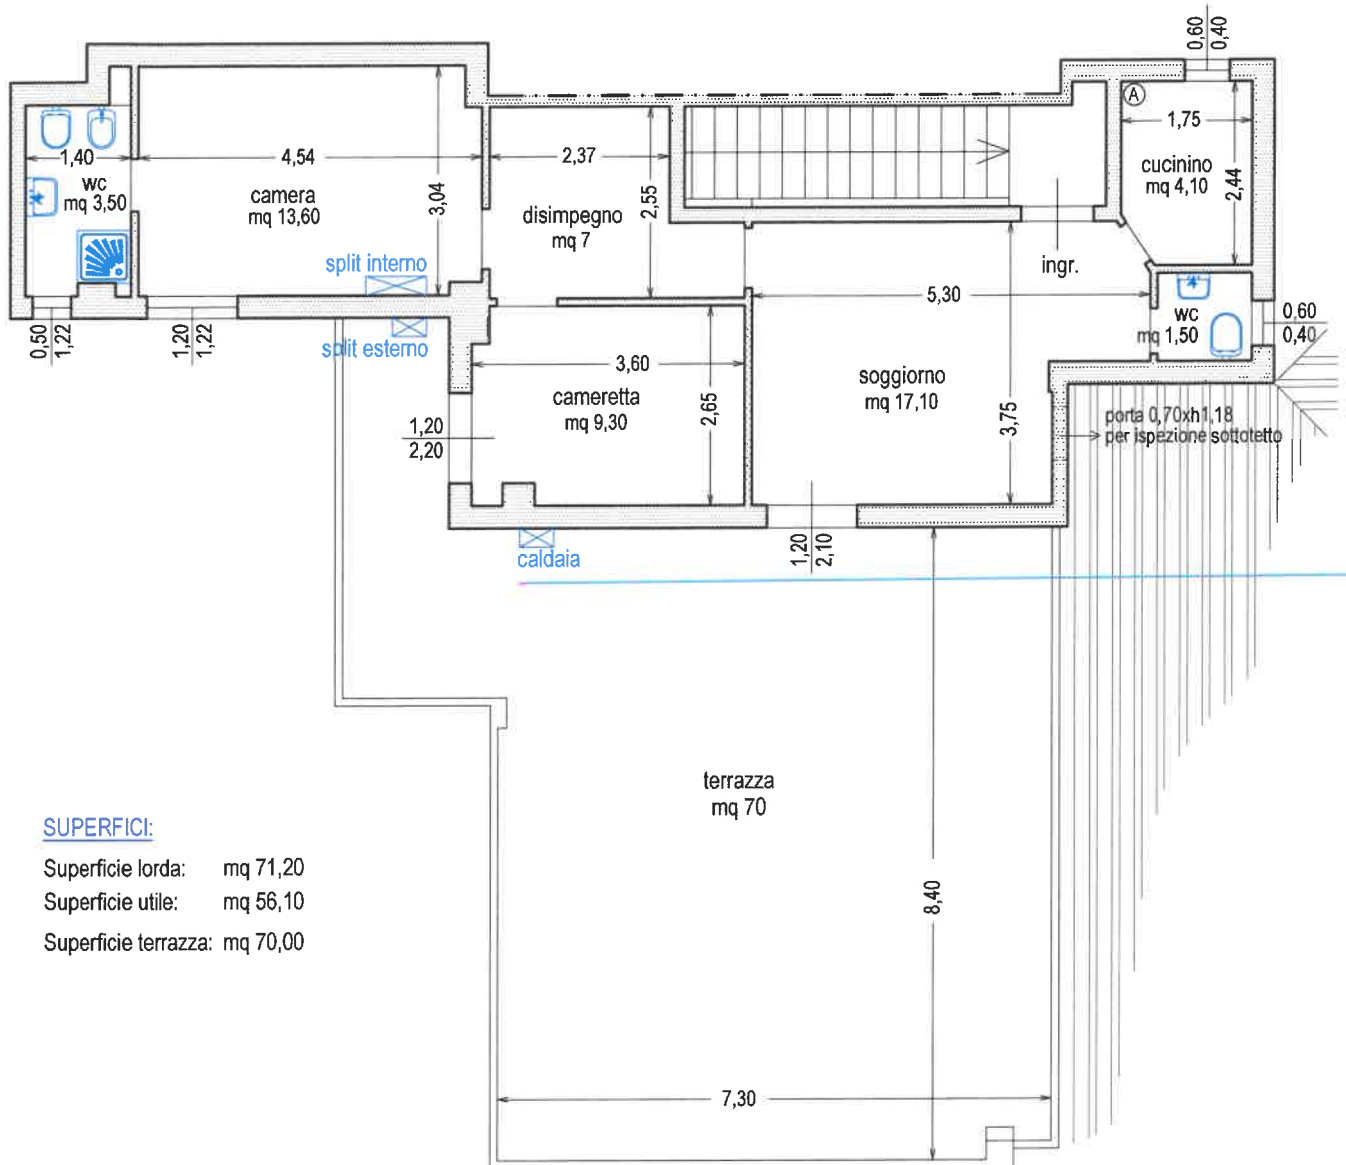 0,60
0,40
A
1,75
cucinino
mq 4,10
2,44
1,40
wc
mq 3,50
4,54
camera
mq 13,60
3,04
2,37
disimpegno
mq 7
2,55
split interno
split esterno
ingr.
5,30
wc
mq 1,50
0,60
0,40
0,50
1,22
1,20
1,22
3,60
cameretta
mq 9,30
2,65
soggiorno
mq 17,10
3,75
1,20
2,20
porta 0,70xh1,18
per ispezione sottotetto
caldaia
1,20
2,10
terrazza
mq 70
8,40
7,30
SUPERFICI:
Superficie lorda: mq 71,20
Superficie utile: mq 56,10
Superficie terrazza: mq 70,00